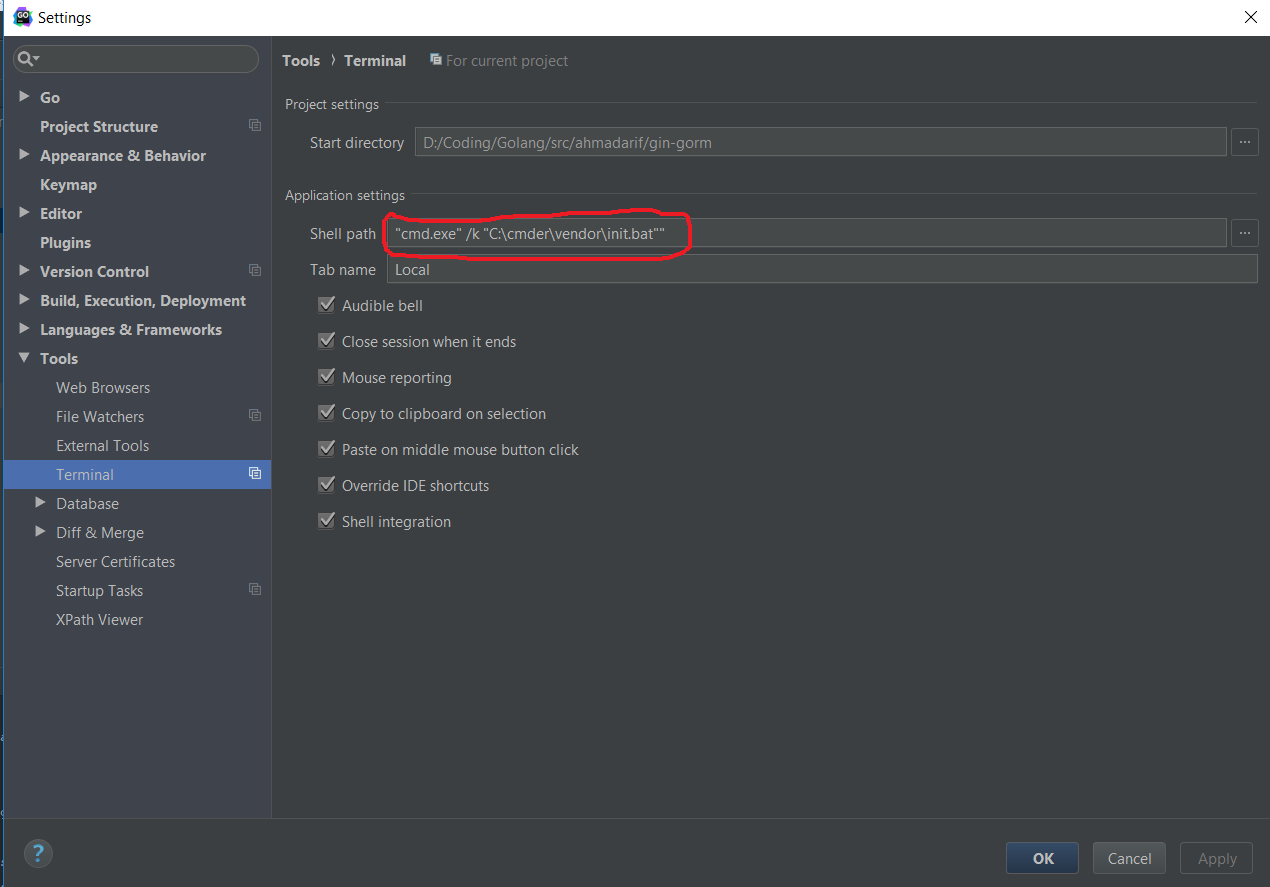 Settings
Tools › Terminal For current project
Go
Project settings
Project Structure
Start directory D:/Coding/Golang/src/ahmadarif/gin-gorm ...
Appearance & Behavior
Keymap
Application settings
Editor
Shell path "cmd.exe" /k "C:\cmder\vendor\init.bat"" ...
Plugins
Tab name Local
Version Control
Build, Execution, Deployment
Audible bell
Languages & Frameworks
Close session when it ends
Tools
Mouse reporting
Web Browsers
File Watchers
Copy to clipboard on selection
External Tools
Paste on middle mouse button click
Terminal
Override IDE shortcuts
Database
Shell integration
Diff & Merge
Server Certificates
Startup Tasks
XPath Viewer
?
OK Cancel Apply